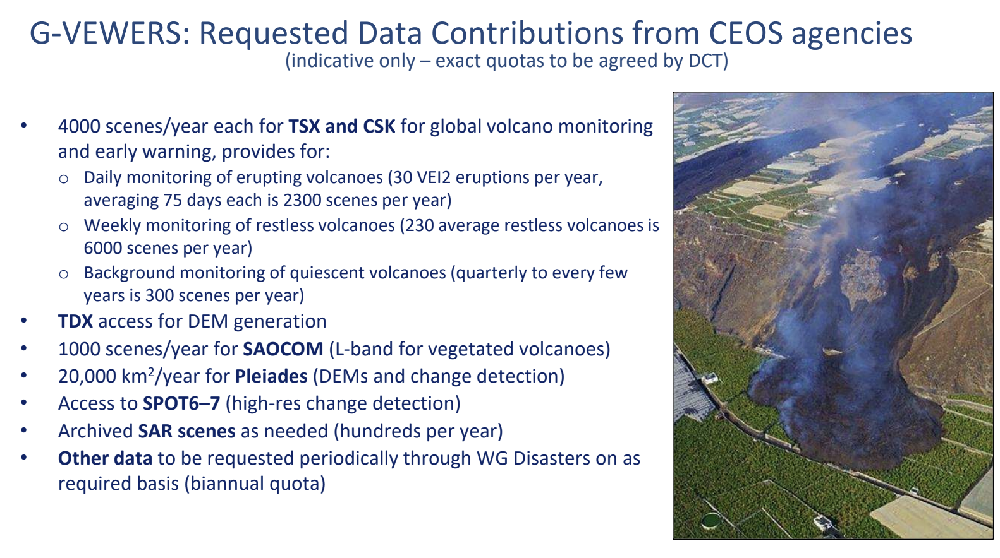 G-VEWERS: Requested Data Contributions from CEOS agencies
(indicative only – exact quotas to be agreed by DCT)
• 4000 scenes/year each for TSX and CSK for global volcano monitoring
and early warning, provides for:
o Daily monitoring of erupting volcanoes (30 VEI2 eruptions per year,
averaging 75 days each is 2300 scenes per year)
o Weekly monitoring of restless volcanoes (230 average restless volcanoes is
6000 scenes per year)
o Background monitoring of quiescent volcanoes (quarterly to every few
years is 300 scenes per year)
• TDX access for DEM generation
• 1000 scenes/year for SAOCOM (L-band for vegetated volcanoes)
• 20,000 km²/year for Pleiades (DEMs and change detection)
• Access to SPOT6–7 (high-res change detection)
• Archived SAR scenes as needed (hundreds per year)
• Other data to be requested periodically through WG Disasters on as
required basis (biannual quota)